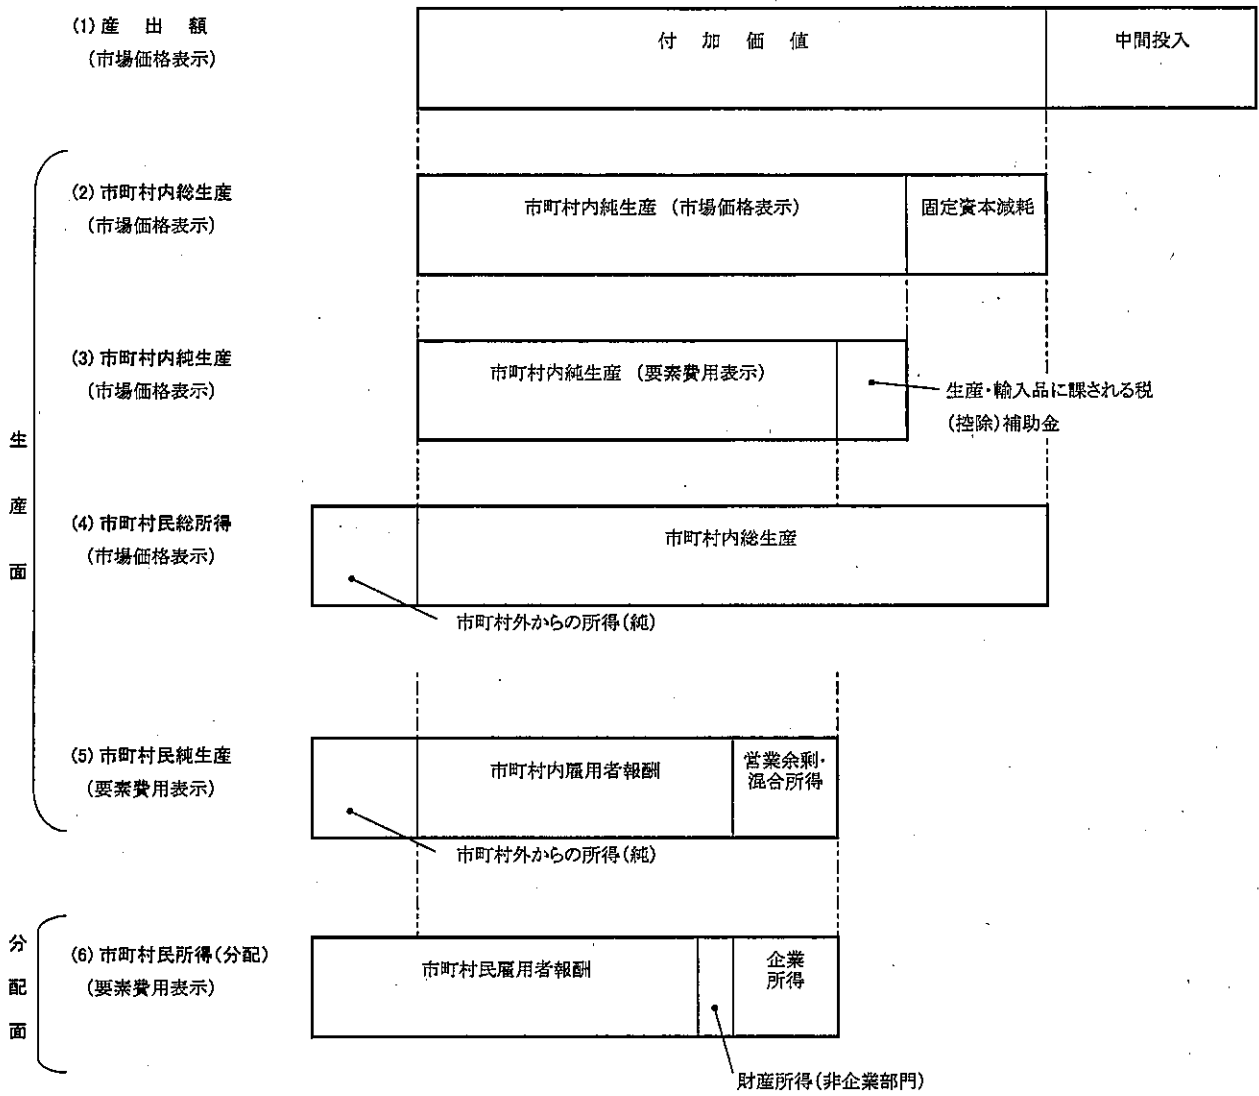 (1) 産 出 額
(市場価格表示)
付 加 価 値
中間投入
生産面
(2) 市町村内総生産
(市場価格表示)
市町村内純生産 (市場価格表示)
固定資本減耗
(3) 市町村内純生産
(市場価格表示)
市町村内純生産 (要素費用表示)
生産・輸入品に課される税
(控除)補助金
(4) 市町村民総所得
(市場価格表示)
市町村内総生産
市町村外からの所得(純)
(5) 市町村民純生産
(要素費用表示)
市町村内雇用者報酬
営業余剰・
混合所得
市町村外からの所得(純)
分配面
(6) 市町村民所得(分配)
(要素費用表示)
市町村民雇用者報酬
企業
所得
財産所得(非企業部門)